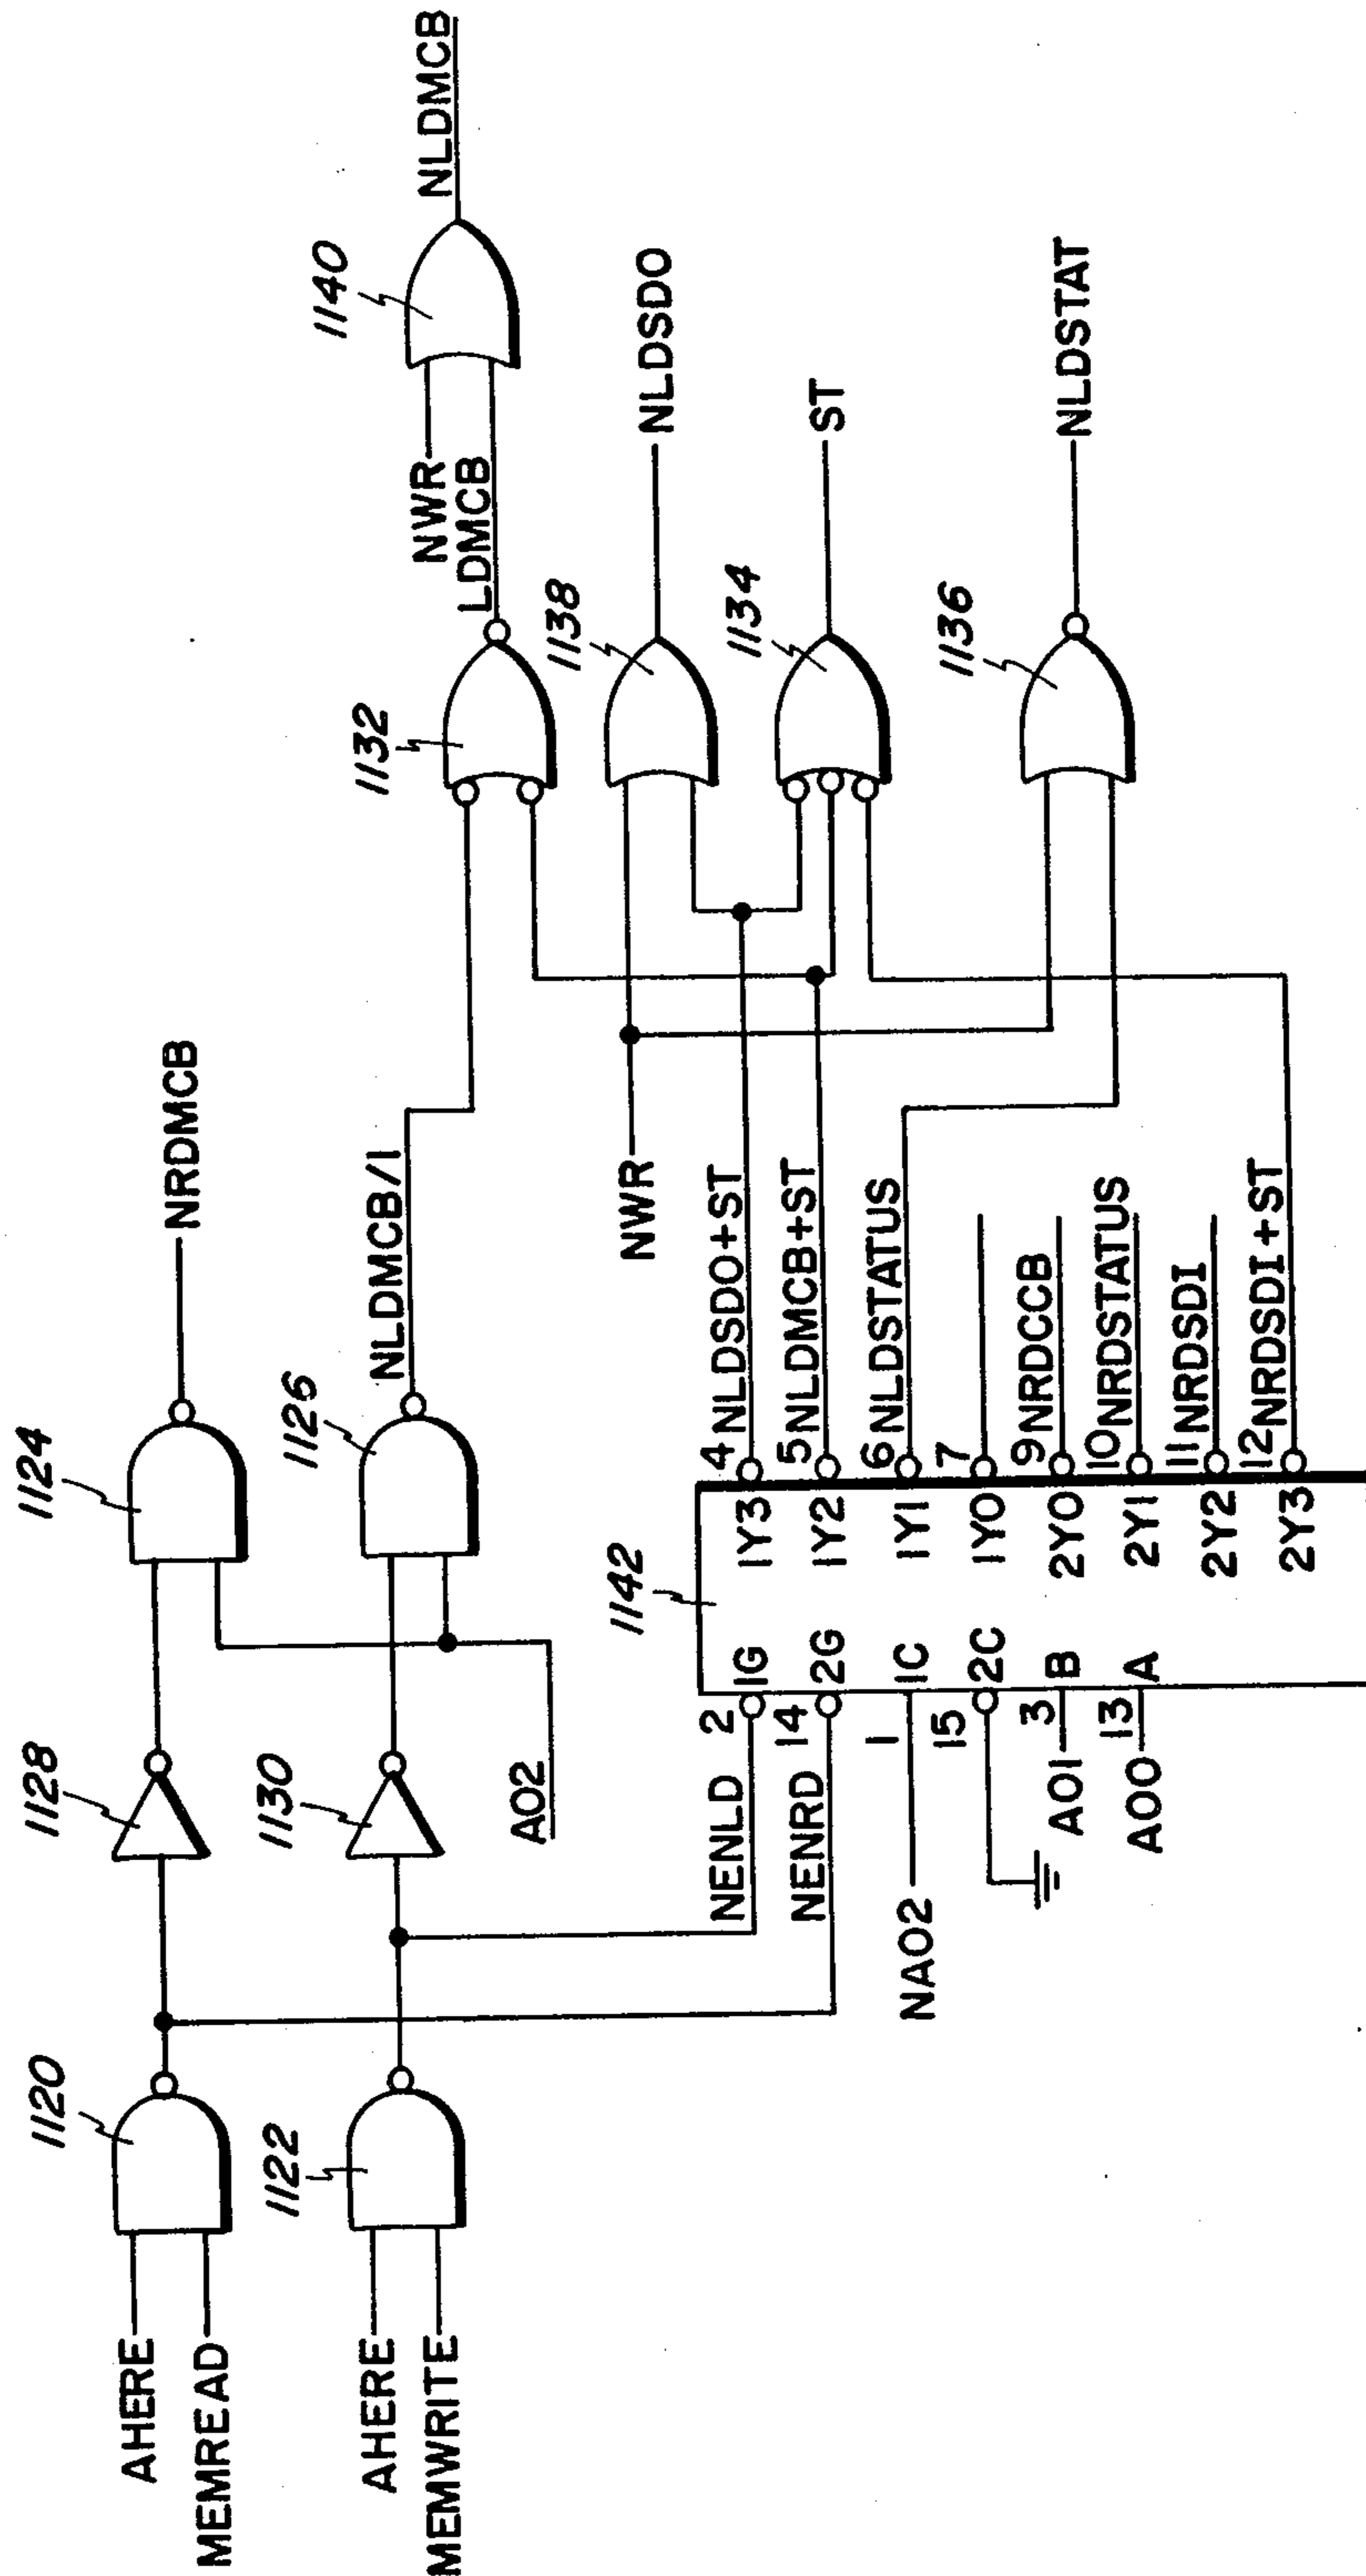 AHERE
MEMREAD
1120
1128
1124
NRDMCB
AHERE
MEMWRITE
1122
1130
A02
1126
NLDMCB/1
1132
NWR
LDMCB
1140
NLDMCB
1138
NLDSDO
1134
ST
1136
NLDSTAT
NWR
1142
NENLD
2
1G
NENRD
14
2G
NA02
1
1C
15
2C
A01
3
B
A00
13
A
1Y3
4
NLDSDO+ST
1Y2
5
NLDMCB+ST
1Y1
6
NLDSTATUS
1Y0
7
2Y0
9
NRDCCB
2Y1
10
NRDSTATUS
2Y2
11
NRDSDI
2Y3
12
NRDSDI+ST